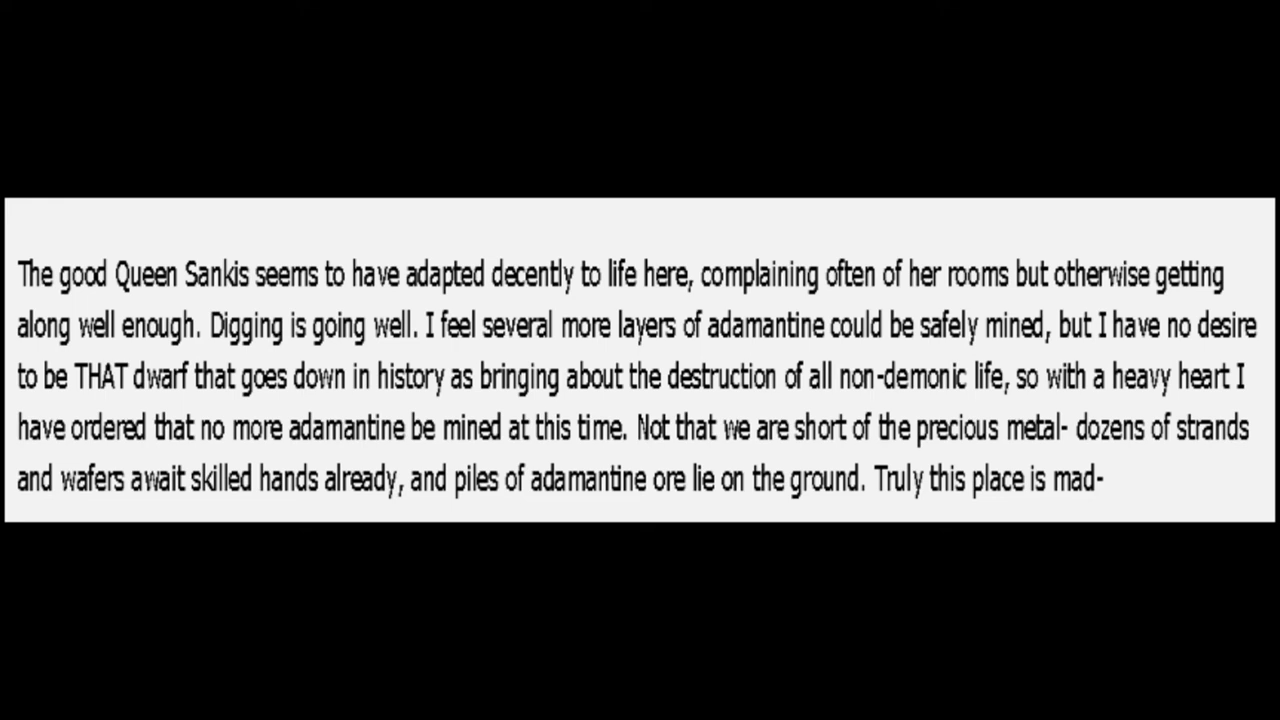 The good Queen Sankis seems to have adapted decently to life here, complaining often of her rooms but otherwise getting
along well enough. Digging is going well. I feel several more layers of adamantine could be safely mined, but I have no desire
to be THAT dwarf that goes down in history as bringing about the destruction of all non-demonic life, so with a heavy heart I
have ordered that no more adamantine be mined at this time. Not that we are short of the precious metal- dozens of strands
and wafers await skilled hands already, and piles of adamantine ore lie on the ground. Truly this place is mad-